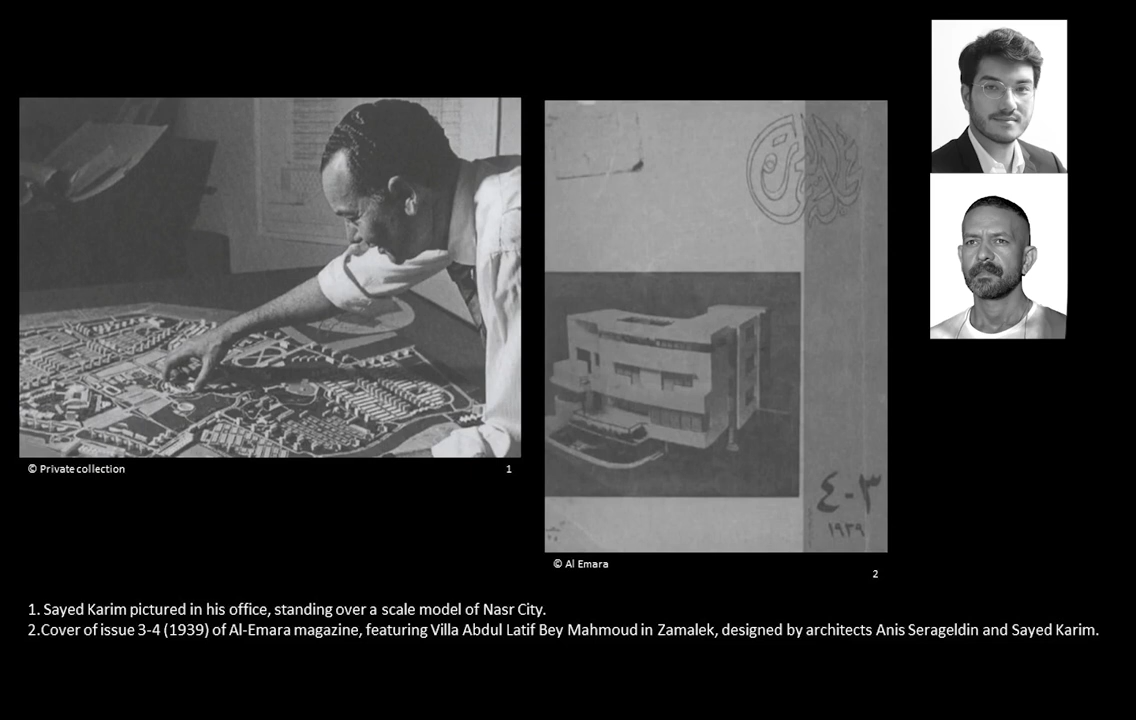 العمارة
٣-٤
١٩٣٩
© Private collection
1
© Al Emara
2
1. Sayed Karim pictured in his office, standing over a scale model of Nasr City.
2.Cover of issue 3-4 (1939) of Al-Emara magazine, featuring Villa Abdul Latif Bey Mahmoud in Zamalek, designed by architects Anis Serageldin and Sayed Karim.